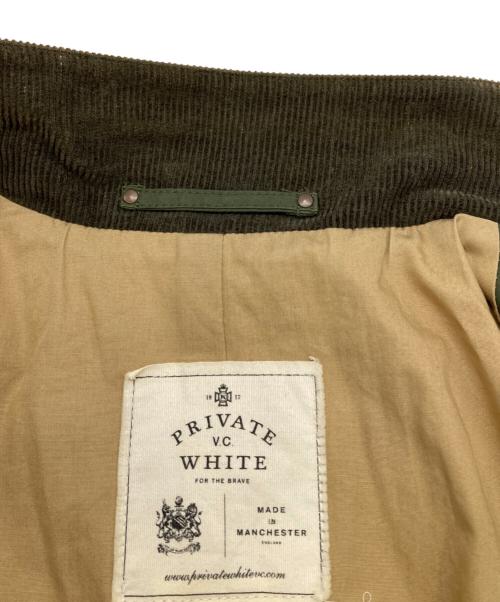 19 17
PRIVATE
V.C.
WHITE
FOR THE BRAVE
MADE
IN
MANCHESTER
ENGLAND
www.privatewhitevc.com